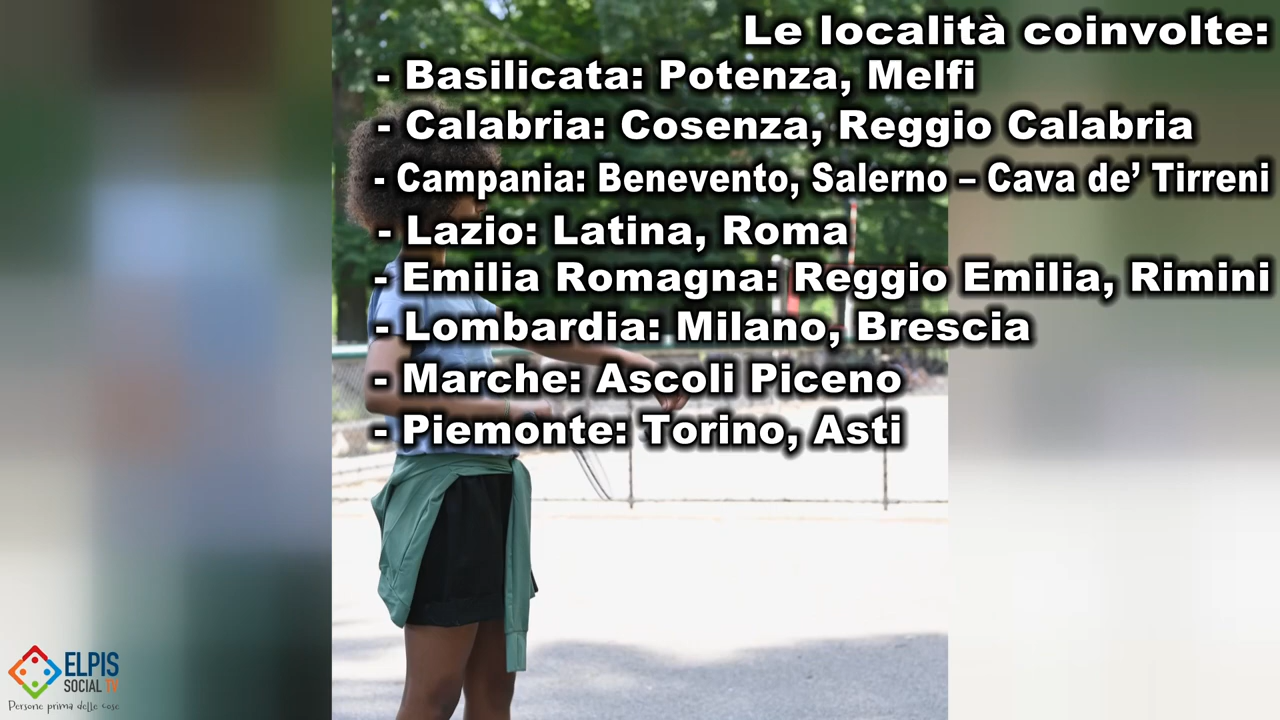 Le località coinvolte:
- Basilicata: Potenza, Melfi
- Calabria: Cosenza, Reggio Calabria
- Campania: Benevento, Salerno – Cava de’ Tirreni
- Lazio: Latina, Roma
- Emilia Romagna: Reggio Emilia, Rimini
- Lombardia: Milano, Brescia
- Marche: Ascoli Piceno
- Piemonte: Torino, Asti
ELPIS
SOCIAL TV
Persone prima delle cose